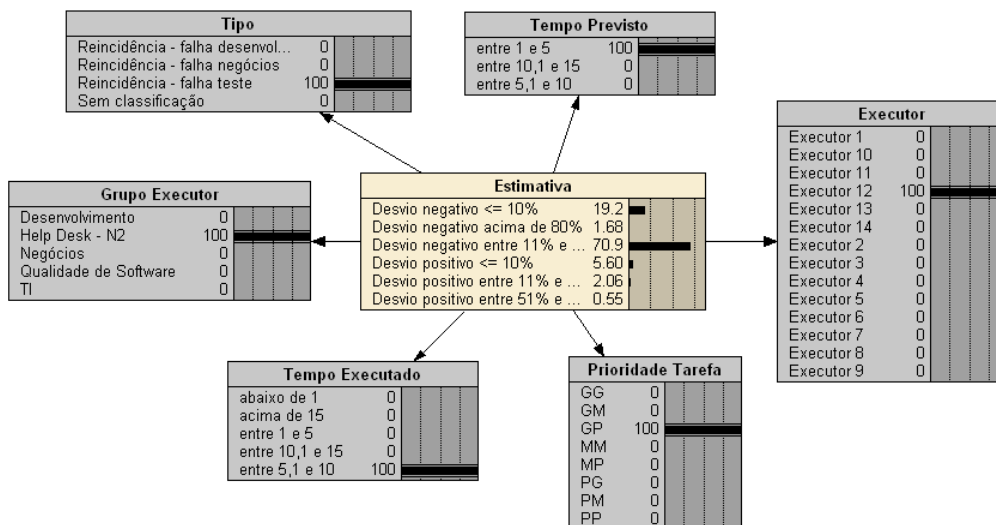 Tipo
Reincidência - falha desenvol... 0
Reincidência - falha negócios 0
Reincidência - falha teste 100
Sem classificação 0
Tempo Previsto
entre 1 e 5 100
entre 10,1 e 15 0
entre 5,1 e 10 0
Executor
Executor 1 0
Executor 10 0
Executor 11 0
Executor 12 100
Executor 13 0
Executor 14 0
Executor 2 0
Executor 3 0
Executor 4 0
Executor 5 0
Executor 6 0
Executor 7 0
Executor 8 0
Executor 9 0
Grupo Executor
Desenvolvimento 0
Help Desk - N2 100
Negócios 0
Qualidade de Software 0
TI 0
Estimativa
Desvio negativo <= 10% 19.2
Desvio negativo acima de 80% 1.68
Desvio negativo entre 11% e ... 70.9
Desvio positivo <= 10% 5.60
Desvio positivo entre 11% e ... 2.06
Desvio positivo entre 51% e ... 0.55
Tempo Executado
abaixo de 1 0
acima de 15 0
entre 1 e 5 0
entre 10,1 e 15 0
entre 5,1 e 10 100
Prioridade Tarefa
GG 0
GM 0
GP 100
MM 0
MP 0
PG 0
PM 0
PP 0